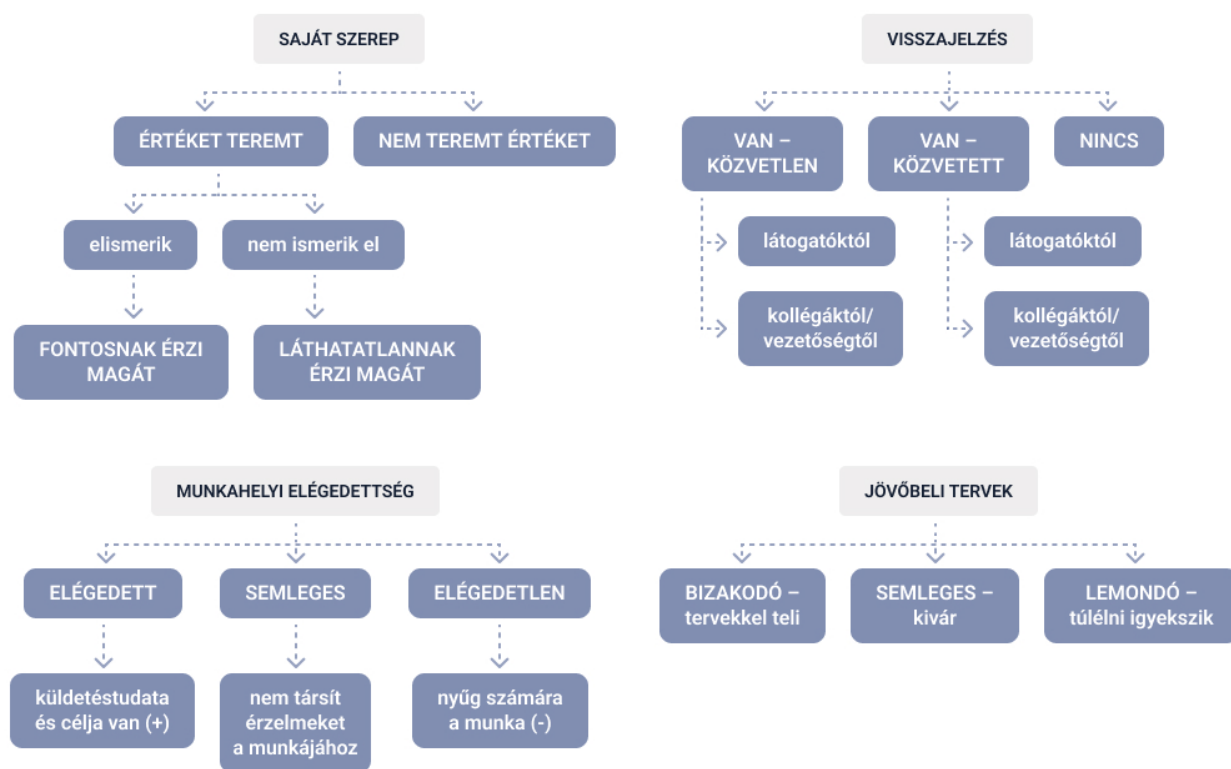 SAJÁT SZEREP
ÉRTÉKET TEREMT
NEM TEREMT ÉRTÉKET
elismerik
nem ismerik el
FONTOSNAK ÉRZI
MAGÁT
LÁTHATATLANNAK
ÉRZI MAGÁT
VISSZAJELZÉS
VAN –
KÖZVETLEN
VAN –
KÖZVETETT
NINCS
látogatóktól
kollégáktól/
vezetőségtől
látogatóktól
kollégáktól/
vezetőségtől
MUNKAHELYI ELÉGEDETTSÉG
ELÉGEDETT
SEMLEGES
ELÉGEDETLEN
küldetéstudata
és célja van (+)
nem társít
érzelmeket
a munkájához
nyűg számára
a munka (-)
JÖVŐBELI TERVEK
BIZAKODÓ –
tervekkel teli
SEMLEGES –
kivár
LEMONDÓ –
túlélni igyekszik